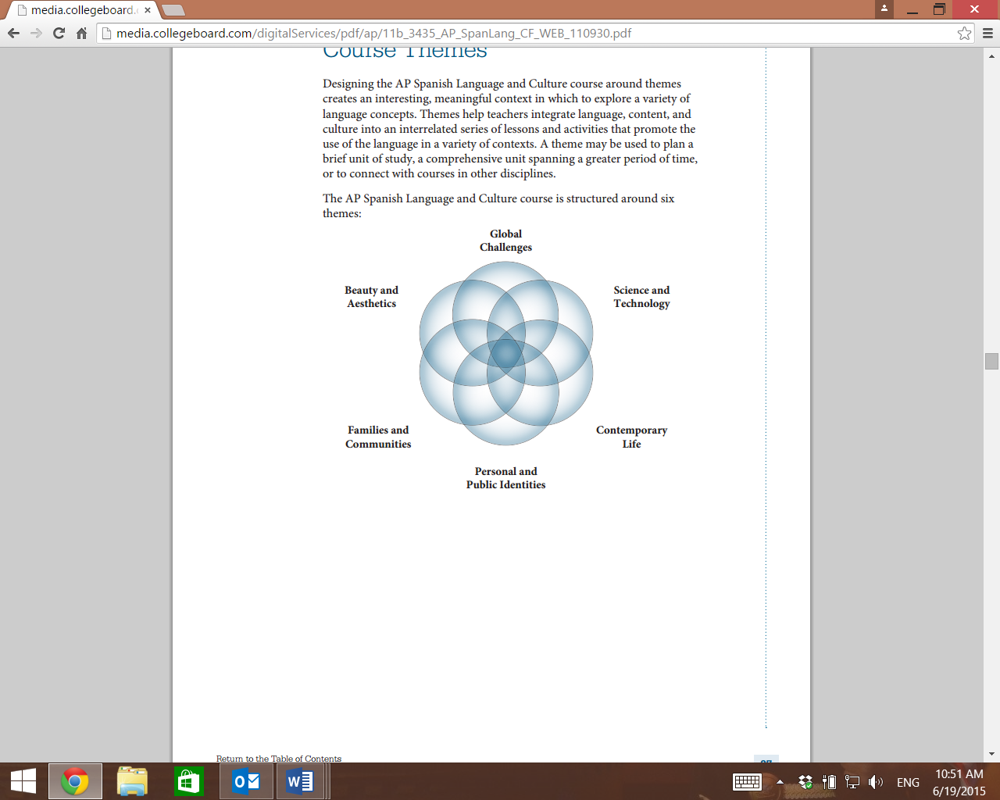 media.collegeboard.c
media.collegeboard.com/digitalServices/pdf/ap/11b_3435_AP_SpanLang_CF_WEB_110930.pdf
Course Themes
Designing the AP Spanish Language and Culture course around themes
creates an interesting, meaningful context in which to explore a variety of
language concepts. Themes help teachers integrate language, content, and
culture into an interrelated series of lessons and activities that promote the
use of the language in a variety of contexts. A theme may be used to plan a
brief unit of study, a comprehensive unit spanning a greater period of time,
or to connect with courses in other disciplines.
The AP Spanish Language and Culture course is structured around six
themes:
Global
Challenges
Beauty and
Aesthetics
Science and
Technology
Families and
Communities
Contemporary
Life
Personal and
Public Identities
Return to the Table of Contents
ENG
10:51 AM
6/19/2015